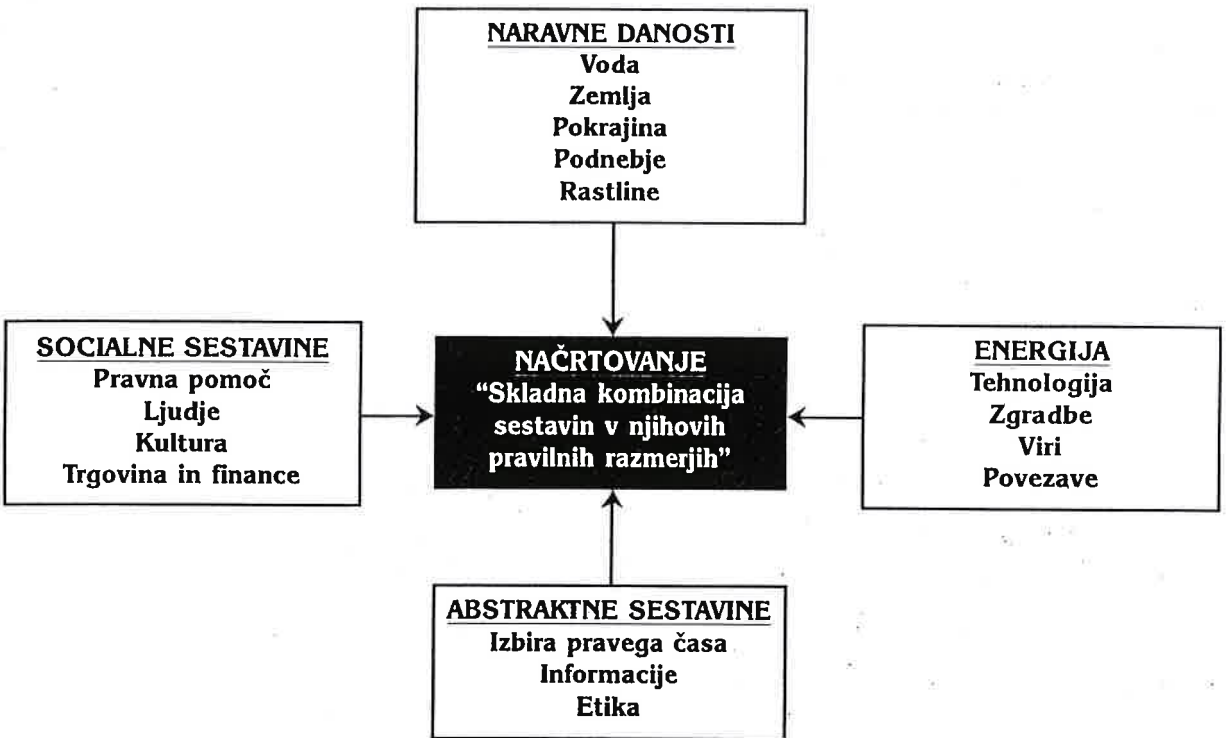 NARAVNE DANOSTI
Voda
Zemlja
Pokrajina
Podnebje
Rastline
SOCIALNE SESTAVINE
Pravna pomoč
Ljudje
Kultura
Trgovina in finance
NAČRTOVANJE
“Skladna kombinacija
sestavin v njihovih
pravilnih razmerjih”
ENERGIJA
Tehnologija
Zgradbe
Viri
Povezave
ABSTRAKTNE SESTAVINE
Izbira pravega časa
Informacije
Etika